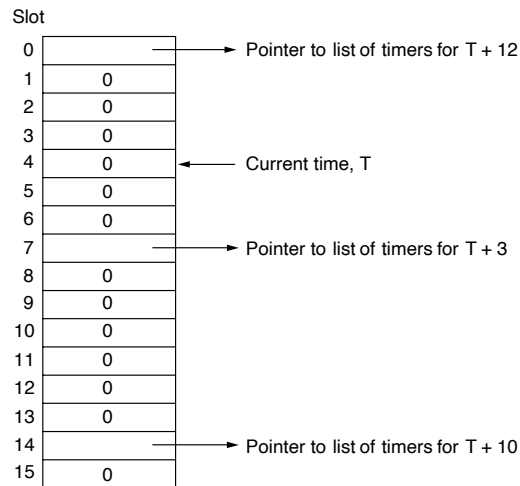 Slot
0 Pointer to list of timers for T + 12
1 0
2 0
3 0
4 0 Current time, T
5 0
6 0
7 Pointer to list of timers for T + 3
8 0
9 0
10 0
11 0
12 0
13 0
14 Pointer to list of timers for T + 10
15 0